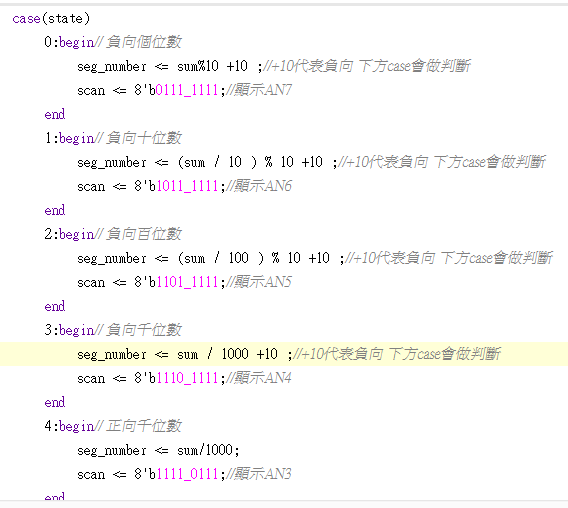 case(state)
0:begin//負向個位數
seg_number <= sum%10 +10 ;//+10代表負向 下方case會做判斷
scan <= 8'b0111_1111;//顯示AN7
end
1:begin//負向十位數
seg_number <= (sum / 10 ) % 10 +10 ;//+10代表負向 下方case會做判斷
scan <= 8'b1011_1111;//顯示AN6
end
2:begin//負向百位數
seg_number <= (sum / 100 ) % 10 +10 ;//+10代表負向 下方case會做判斷
scan <= 8'b1101_1111;//顯示AN5
end
3:begin//負向千位數
seg_number <= sum / 1000 +10 ;//+10代表負向 下方case會做判斷
scan <= 8'b1110_1111;//顯示AN4
end
4:begin//正向千位數
seg_number <= sum/1000;
scan <= 8'b1111_0111;//顯示AN3
end